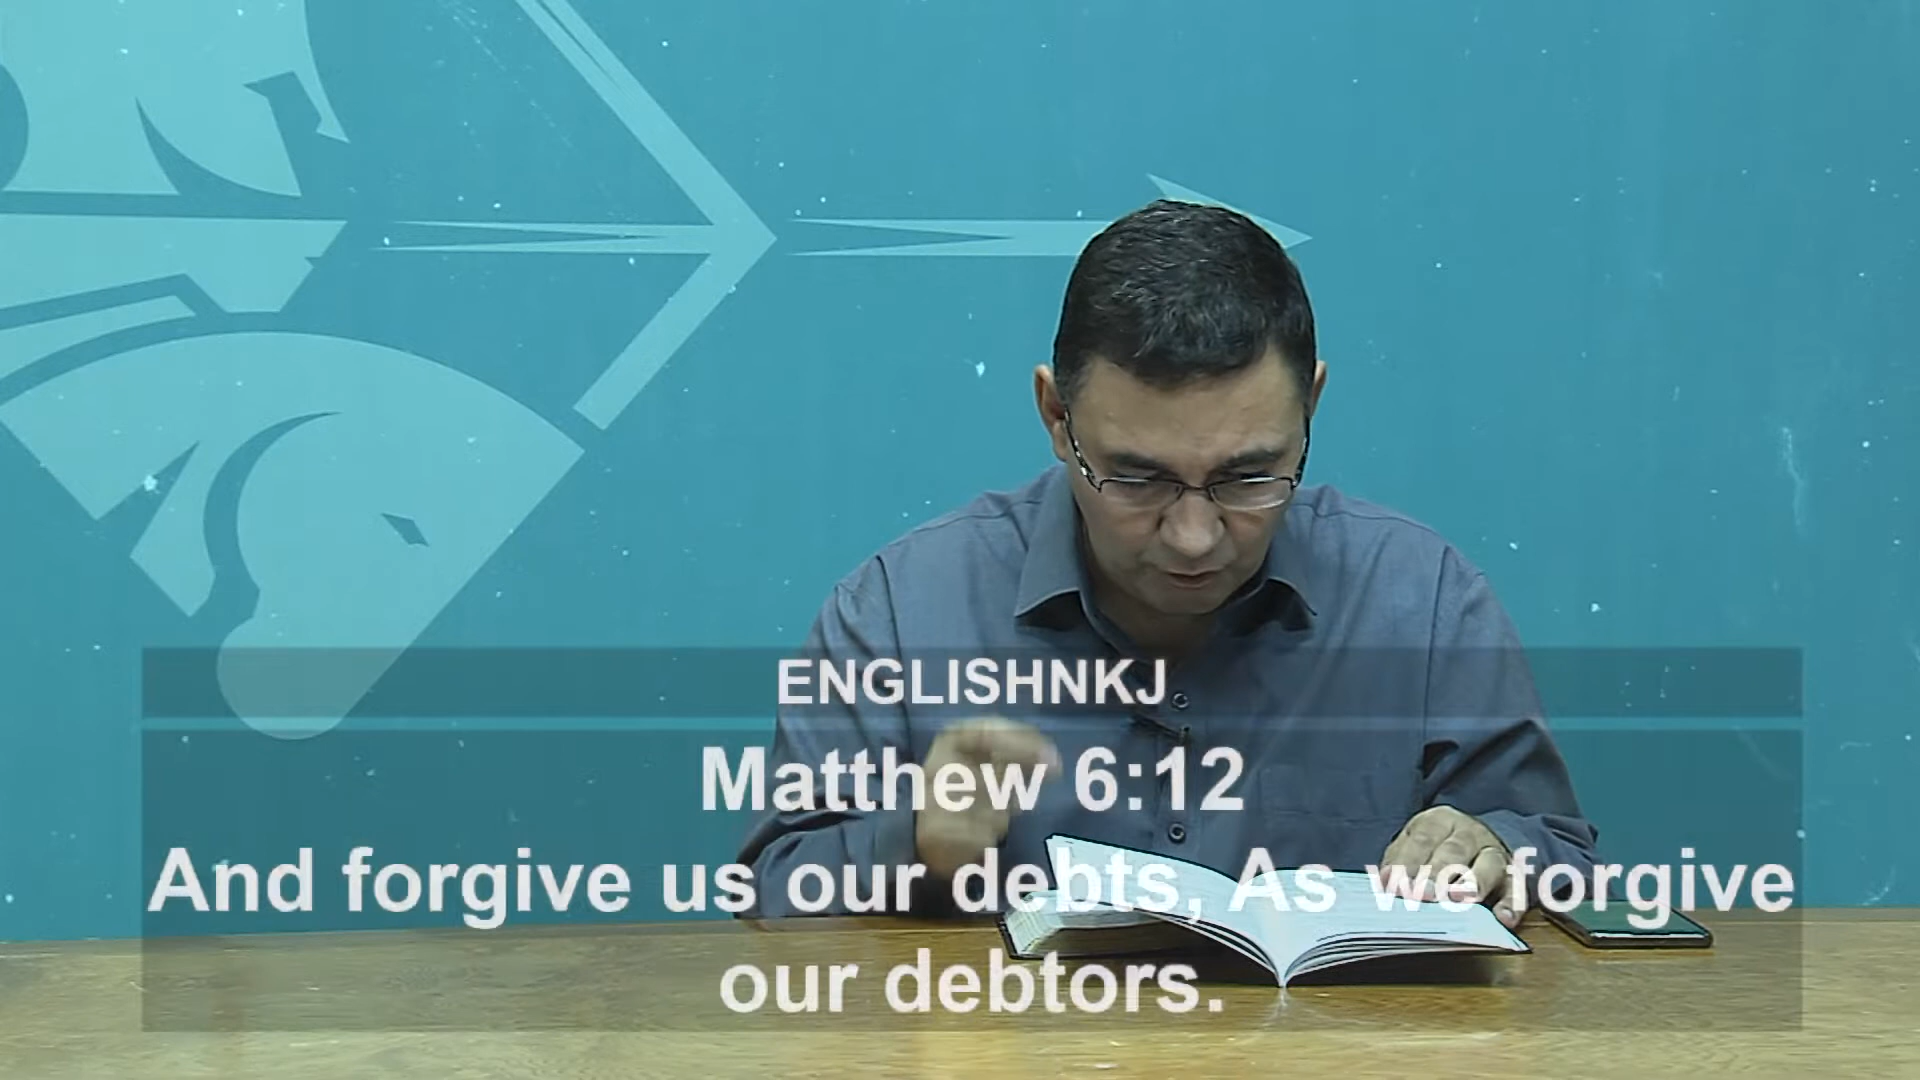 ENGLISHNKJ
Matthew 6:12
And forgive us our debts, As we forgive
our debtors.